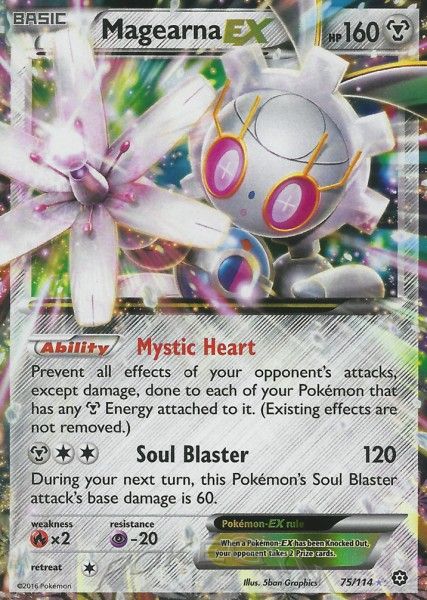 BASIC
Magearna EX HP 160
Ability Mystic Heart
Prevent all effects of your opponent's attacks,
except damage, done to each of your Pokémon that
has any Energy attached to it. (Existing effects are
not removed.)
Soul Blaster 120
During your next turn, this Pokémon's Soul Blaster
attack's base damage is 60.
weakness resistance
×2 -20
retreat
Pokémon-EX rule
When a Pokémon-EX has been Knocked Out,
your opponent takes 2 Prize cards.
©2016 Pokémon Illus. 5ban Graphics 75/114